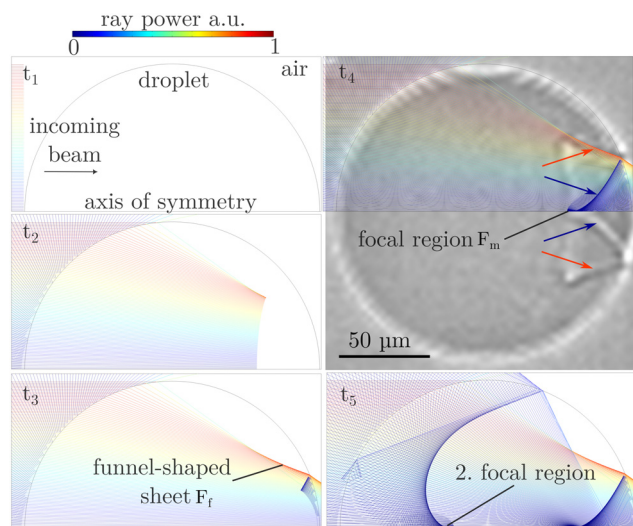 ray power a.u.
0
1
t1
droplet
air
incoming
beam
axis of symmetry
t2
t3
funnel-shaped
sheet Ff
t4
focal region Fm
50 µm
t5
2. focal region